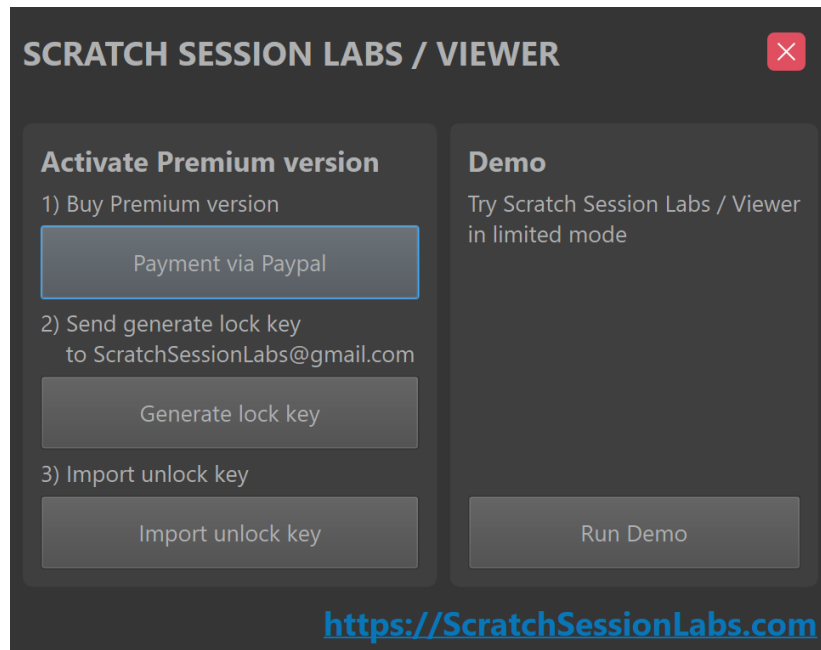 SCRATCH SESSION LABS / VIEWER
Activate Premium version
1) Buy Premium version
Payment via Paypal
2) Send generate lock key
to ScratchSessionLabs@gmail.com
Generate lock key
3) Import unlock key
Import unlock key
Demo
Try Scratch Session Labs / Viewer
in limited mode
Run Demo
https://ScratchSessionLabs.com